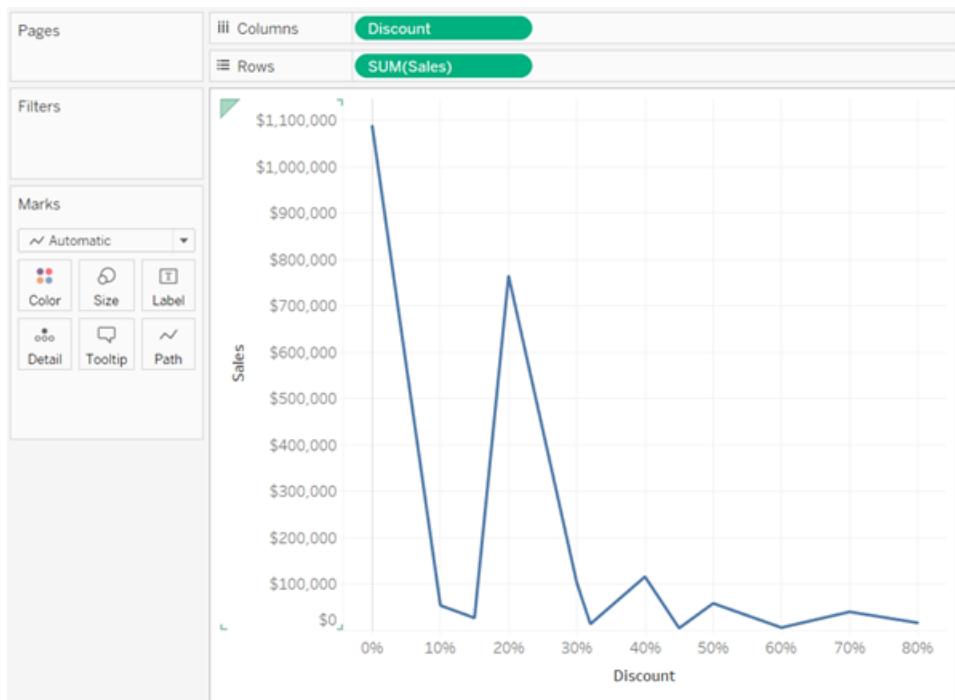 Pages
Columns
Discount
Rows
SUM(Sales)
Filters
Marks
Automatic
Color
Size
T
Label
Detail
Tooltip
Path
Sales
$1,100,000
$1,000,000
$900,000
$800,000
$700,000
$600,000
$500,000
$400,000
$300,000
$200,000
$100,000
$0
0% 10% 20% 30% 40% 50% 60% 70% 80%
Discount